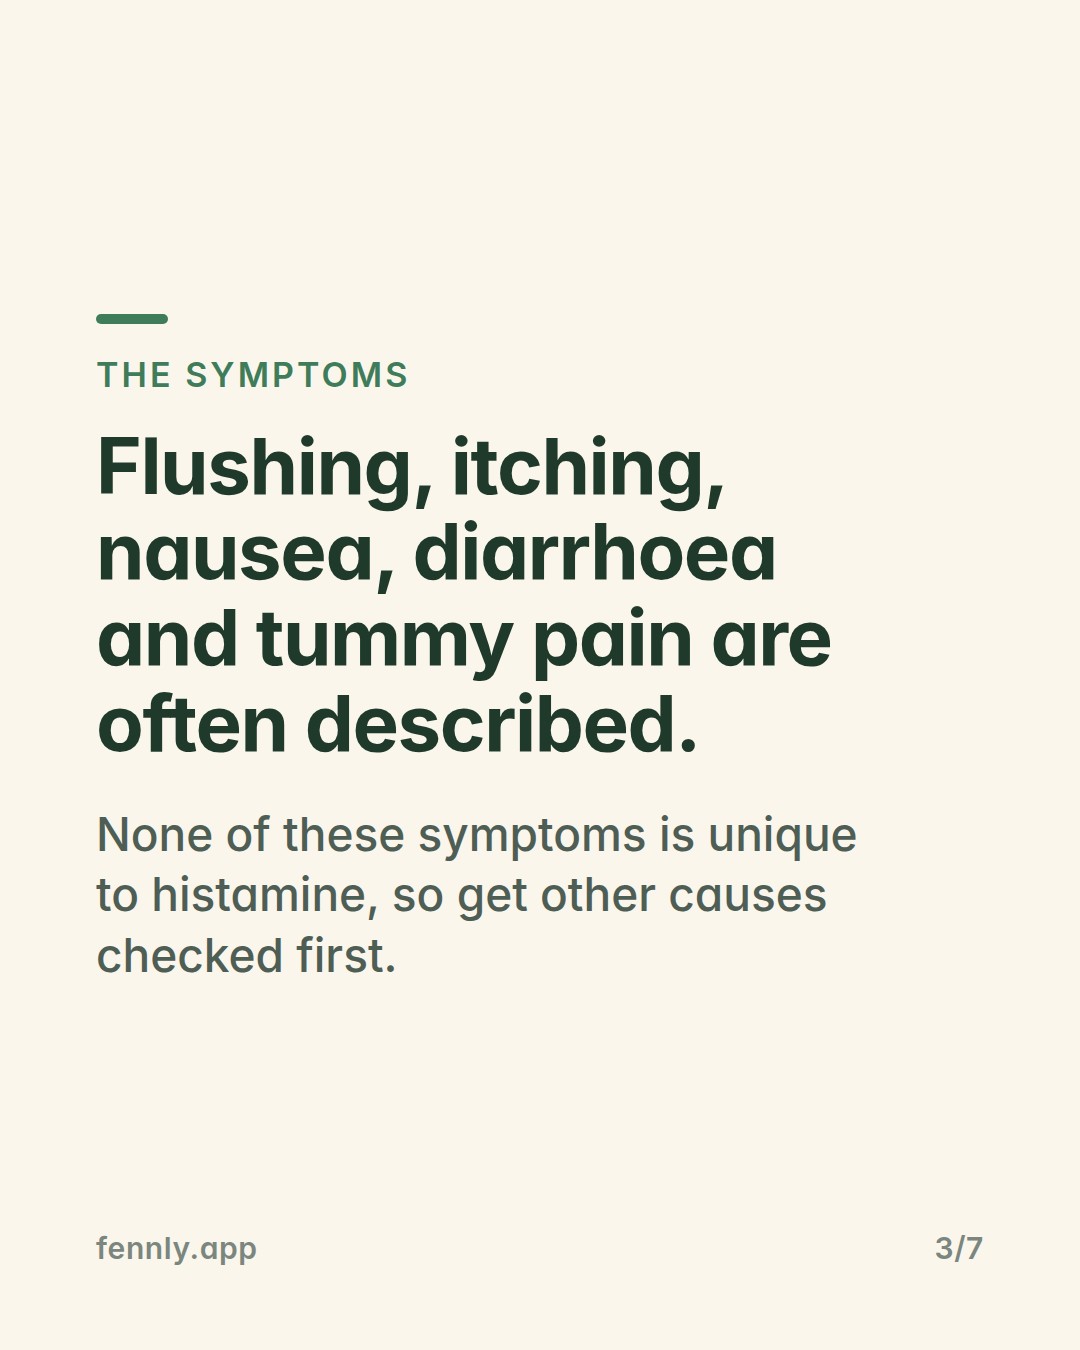 THE SYMPTOMS
Flushing, itching,
nausea, diarrhoea
and tummy pain are
often described.
None of these symptoms is unique
to histamine, so get other causes
checked first.
fennly.app
3/7